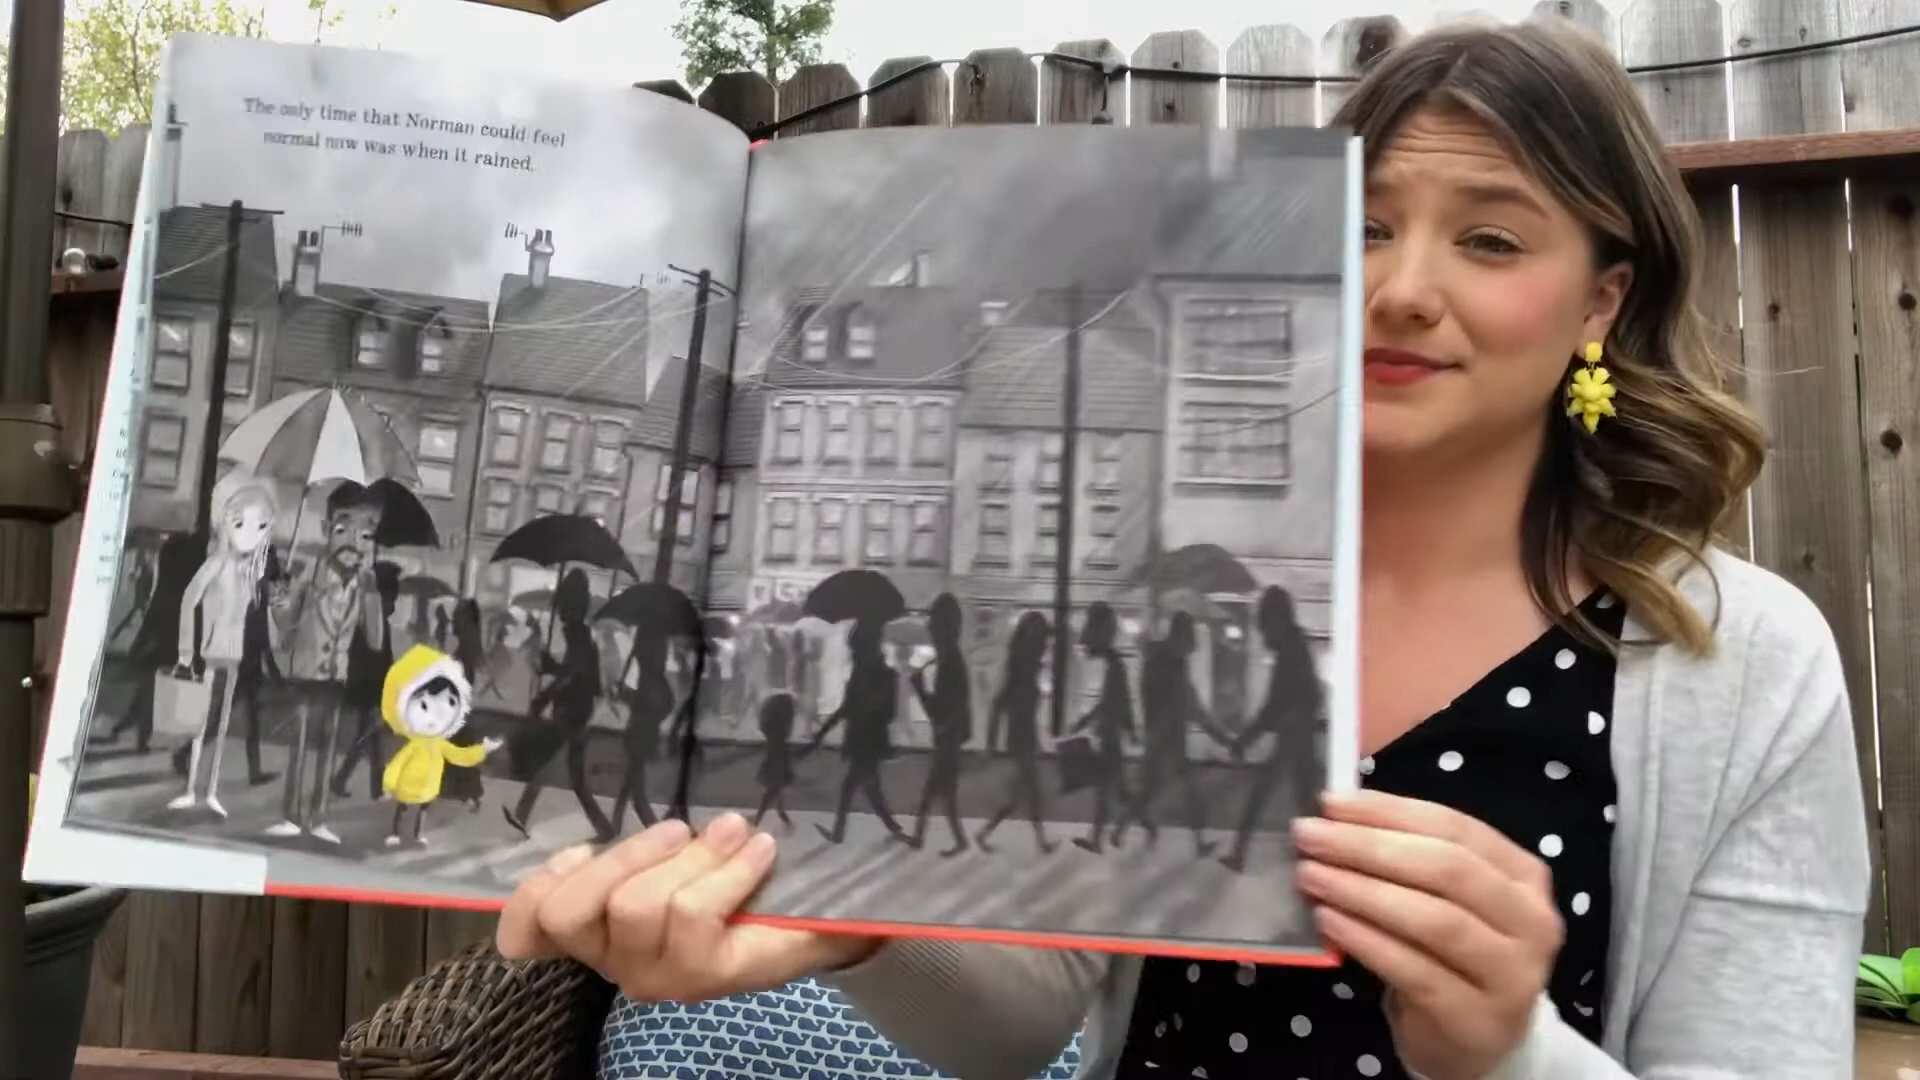 The only time that Norman could feel
normal now was when it rained.